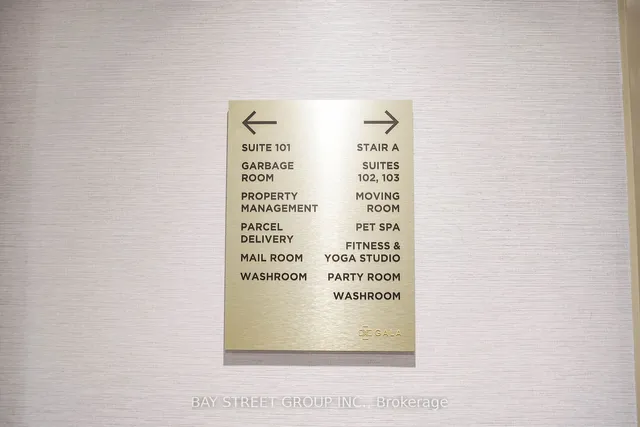 SUITE 101
GARBAGE
ROOM
PROPERTY
MANAGEMENT
PARCEL
DELIVERY
MAIL ROOM
WASHROOM
STAIR A
SUITES
102, 103
MOVING
ROOM
PET SPA
FITNESS &
YOGA STUDIO
PARTY ROOM
WASHROOM
GALA
BAY STREET GROUP INC., Brokerage